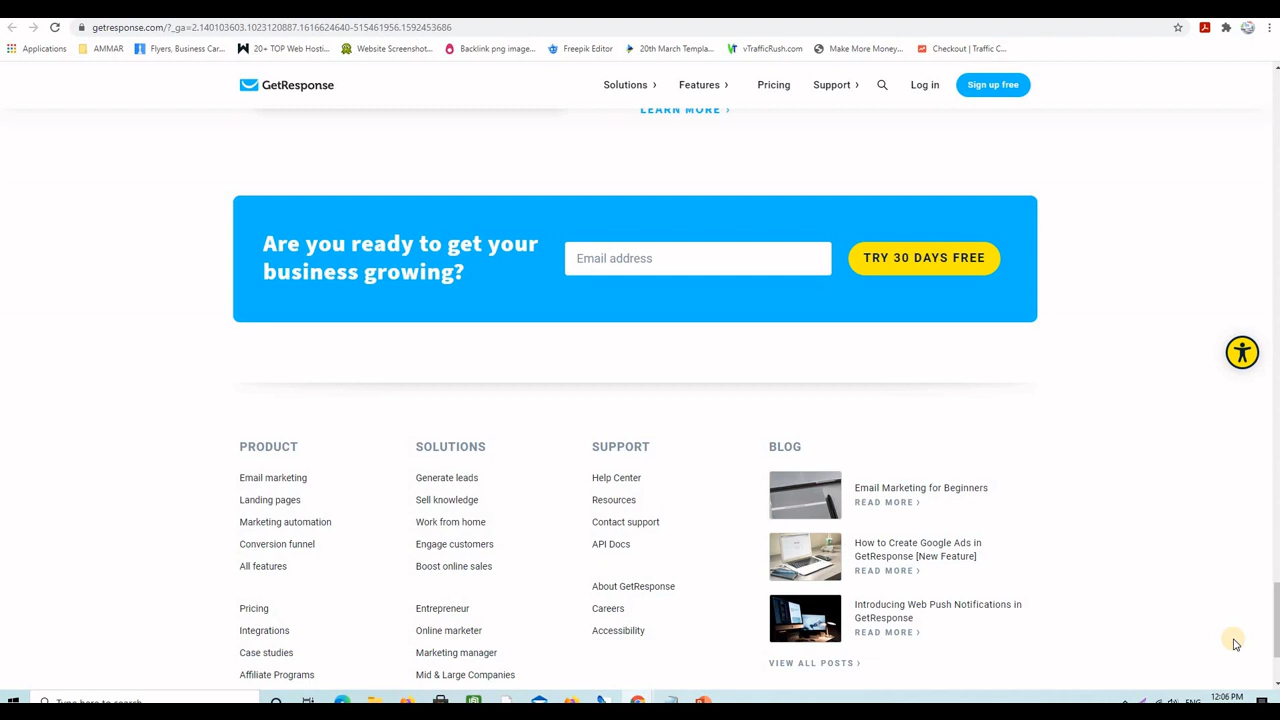 getresponse.com/?_ga=2.140103603.1023120887.1616624640-515461956.1592453686
Applications
AMMAR
Flyers, Business Car...
20+ TOP Web Hosti...
Website Screenshot...
Backlink png image...
Freepik Editor
20th March Templa...
vTrafficRush.com
Make More Money...
Checkout | Traffic C...
GetResponse
Solutions ›
Features ›
Pricing
Support ›
Log in
Sign up free
LEARN MORE ›
Are you ready to get your
business growing?
Email address
TRY 30 DAYS FREE
PRODUCT
Email marketing
Landing pages
Marketing automation
Conversion funnel
All features
Pricing
Integrations
Case studies
Affiliate Programs
SOLUTIONS
Generate leads
Sell knowledge
Work from home
Engage customers
Boost online sales
Entrepreneur
Online marketer
Marketing manager
Mid & Large Companies
SUPPORT
Help Center
Resources
Contact support
API Docs
About GetResponse
Careers
Accessibility
BLOG
Email Marketing for Beginners
READ MORE ›
How to Create Google Ads in
GetResponse [New Feature]
READ MORE ›
Introducing Web Push Notifications in
GetResponse
READ MORE ›
VIEW ALL POSTS ›
Type here to search
ENG
12:06 PM